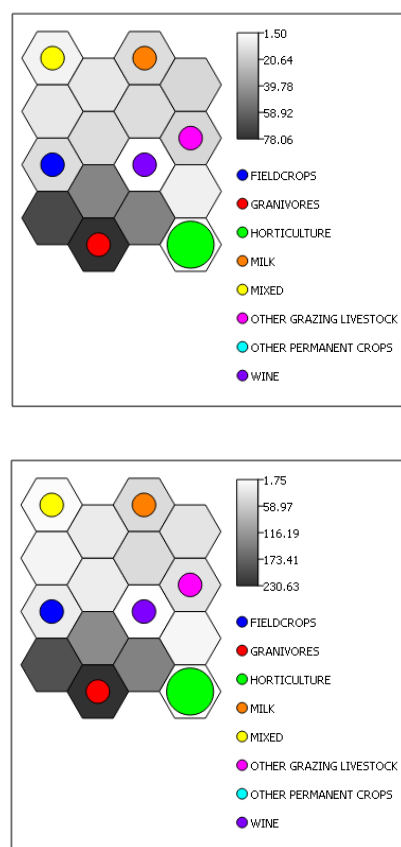 1.50
20.64
39.78
58.92
78.06
FIELDCROPS
GRANIVORES
HORTICULTURE
MILK
MIXED
OTHER GRAZING LIVESTOCK
OTHER PERMANENT CROPS
WINE
1.75
58.97
116.19
173.41
230.63
FIELDCROPS
GRANIVORES
HORTICULTURE
MILK
MIXED
OTHER GRAZING LIVESTOCK
OTHER PERMANENT CROPS
WINE